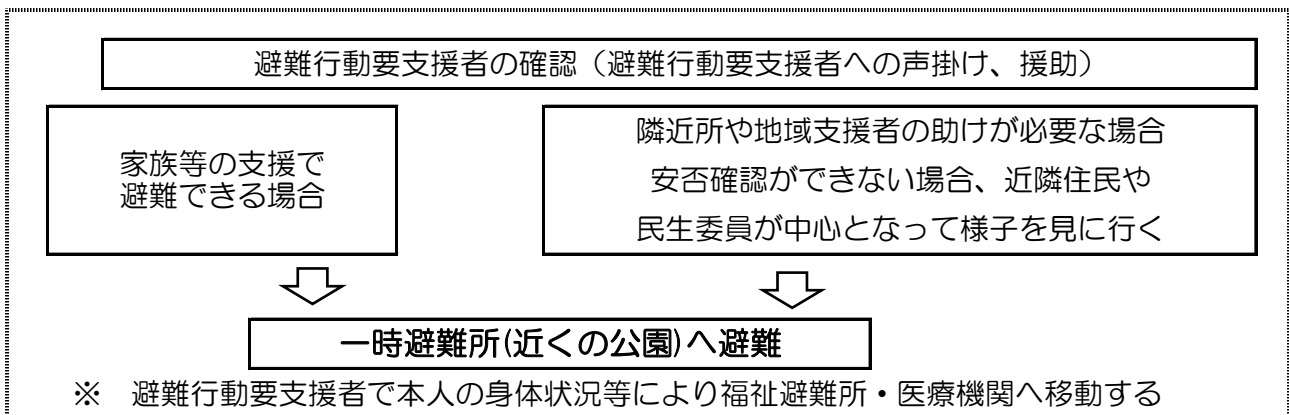 避難行動要支援者の確認（避難行動要支援者への声掛け、援助）
家族等の支援で
避難できる場合
隣近所や地域支援者の助けが必要な場合
安否確認ができない場合、近隣住民や
民生委員が中心となって様子を見に行く
一時避難所(近くの公園)へ避難
※　避難行動要支援者で本人の身体状況等により福祉避難所・医療機関へ移動する